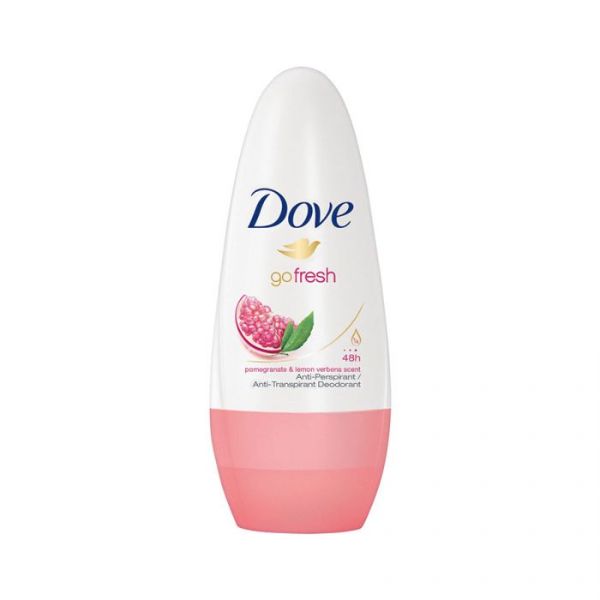 Dove
go fresh
48h
pomegranate & lemon verbena scent
Anti-Perspirant /
Anti-Transpirant Deodorant